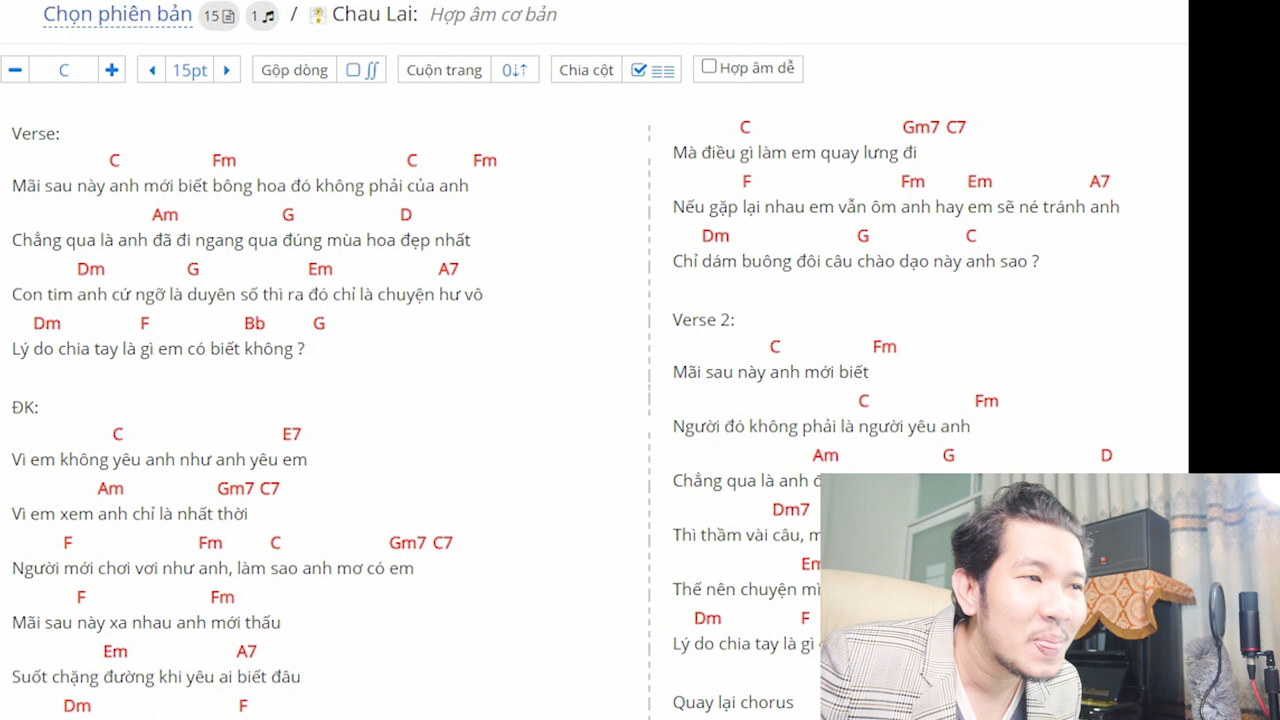 Chọn phiên bản 15 1 / Chau Lai: Hợp âm cơ bản
C 15pt Gộp dòng Cuộn trang 0 Chia cột Hợp âm dễ
Verse:
C Fm C Fm
Mãi sau này anh mới biết bông hoa đó không phải của anh
Am G D
Chẳng qua là anh đã đi ngang qua đúng mùa hoa đẹp nhất
Dm G Em A7
Con tim anh cứ ngỡ là duyên số thì ra đó chỉ là chuyện hư vô
Dm F Bb G
Lý do chia tay là gì em có biết không ?
ĐK:
C E7
Vì em không yêu anh như anh yêu em
Am Gm7 C7
Vì em xem anh chỉ là nhất thời
F Fm C Gm7 C7
Người mới chơi vơi như anh, làm sao anh mơ có em
F Fm
Mãi sau này xa nhau anh mới thấu
Em A7
Suốt chặng đường khi yêu ai biết đâu
Dm F
C Gm7 C7
Mà điều gì làm em quay lưng đi
F Fm Em A7
Nếu gặp lại nhau em vẫn ôm anh hay em sẽ né tránh anh
Dm G C
Chỉ dám buông đôi câu chào dạo này anh sao ?
Verse 2:
C Fm
Mãi sau này anh mới biết
C Fm
Người đó không phải là người yêu anh
Am G D
Chẳng qua là anh
Dm7
Thì thầm vài câu,
Em
Thế nên chuyện
Dm F
Lý do chia tay là gì
Quay lại chorus